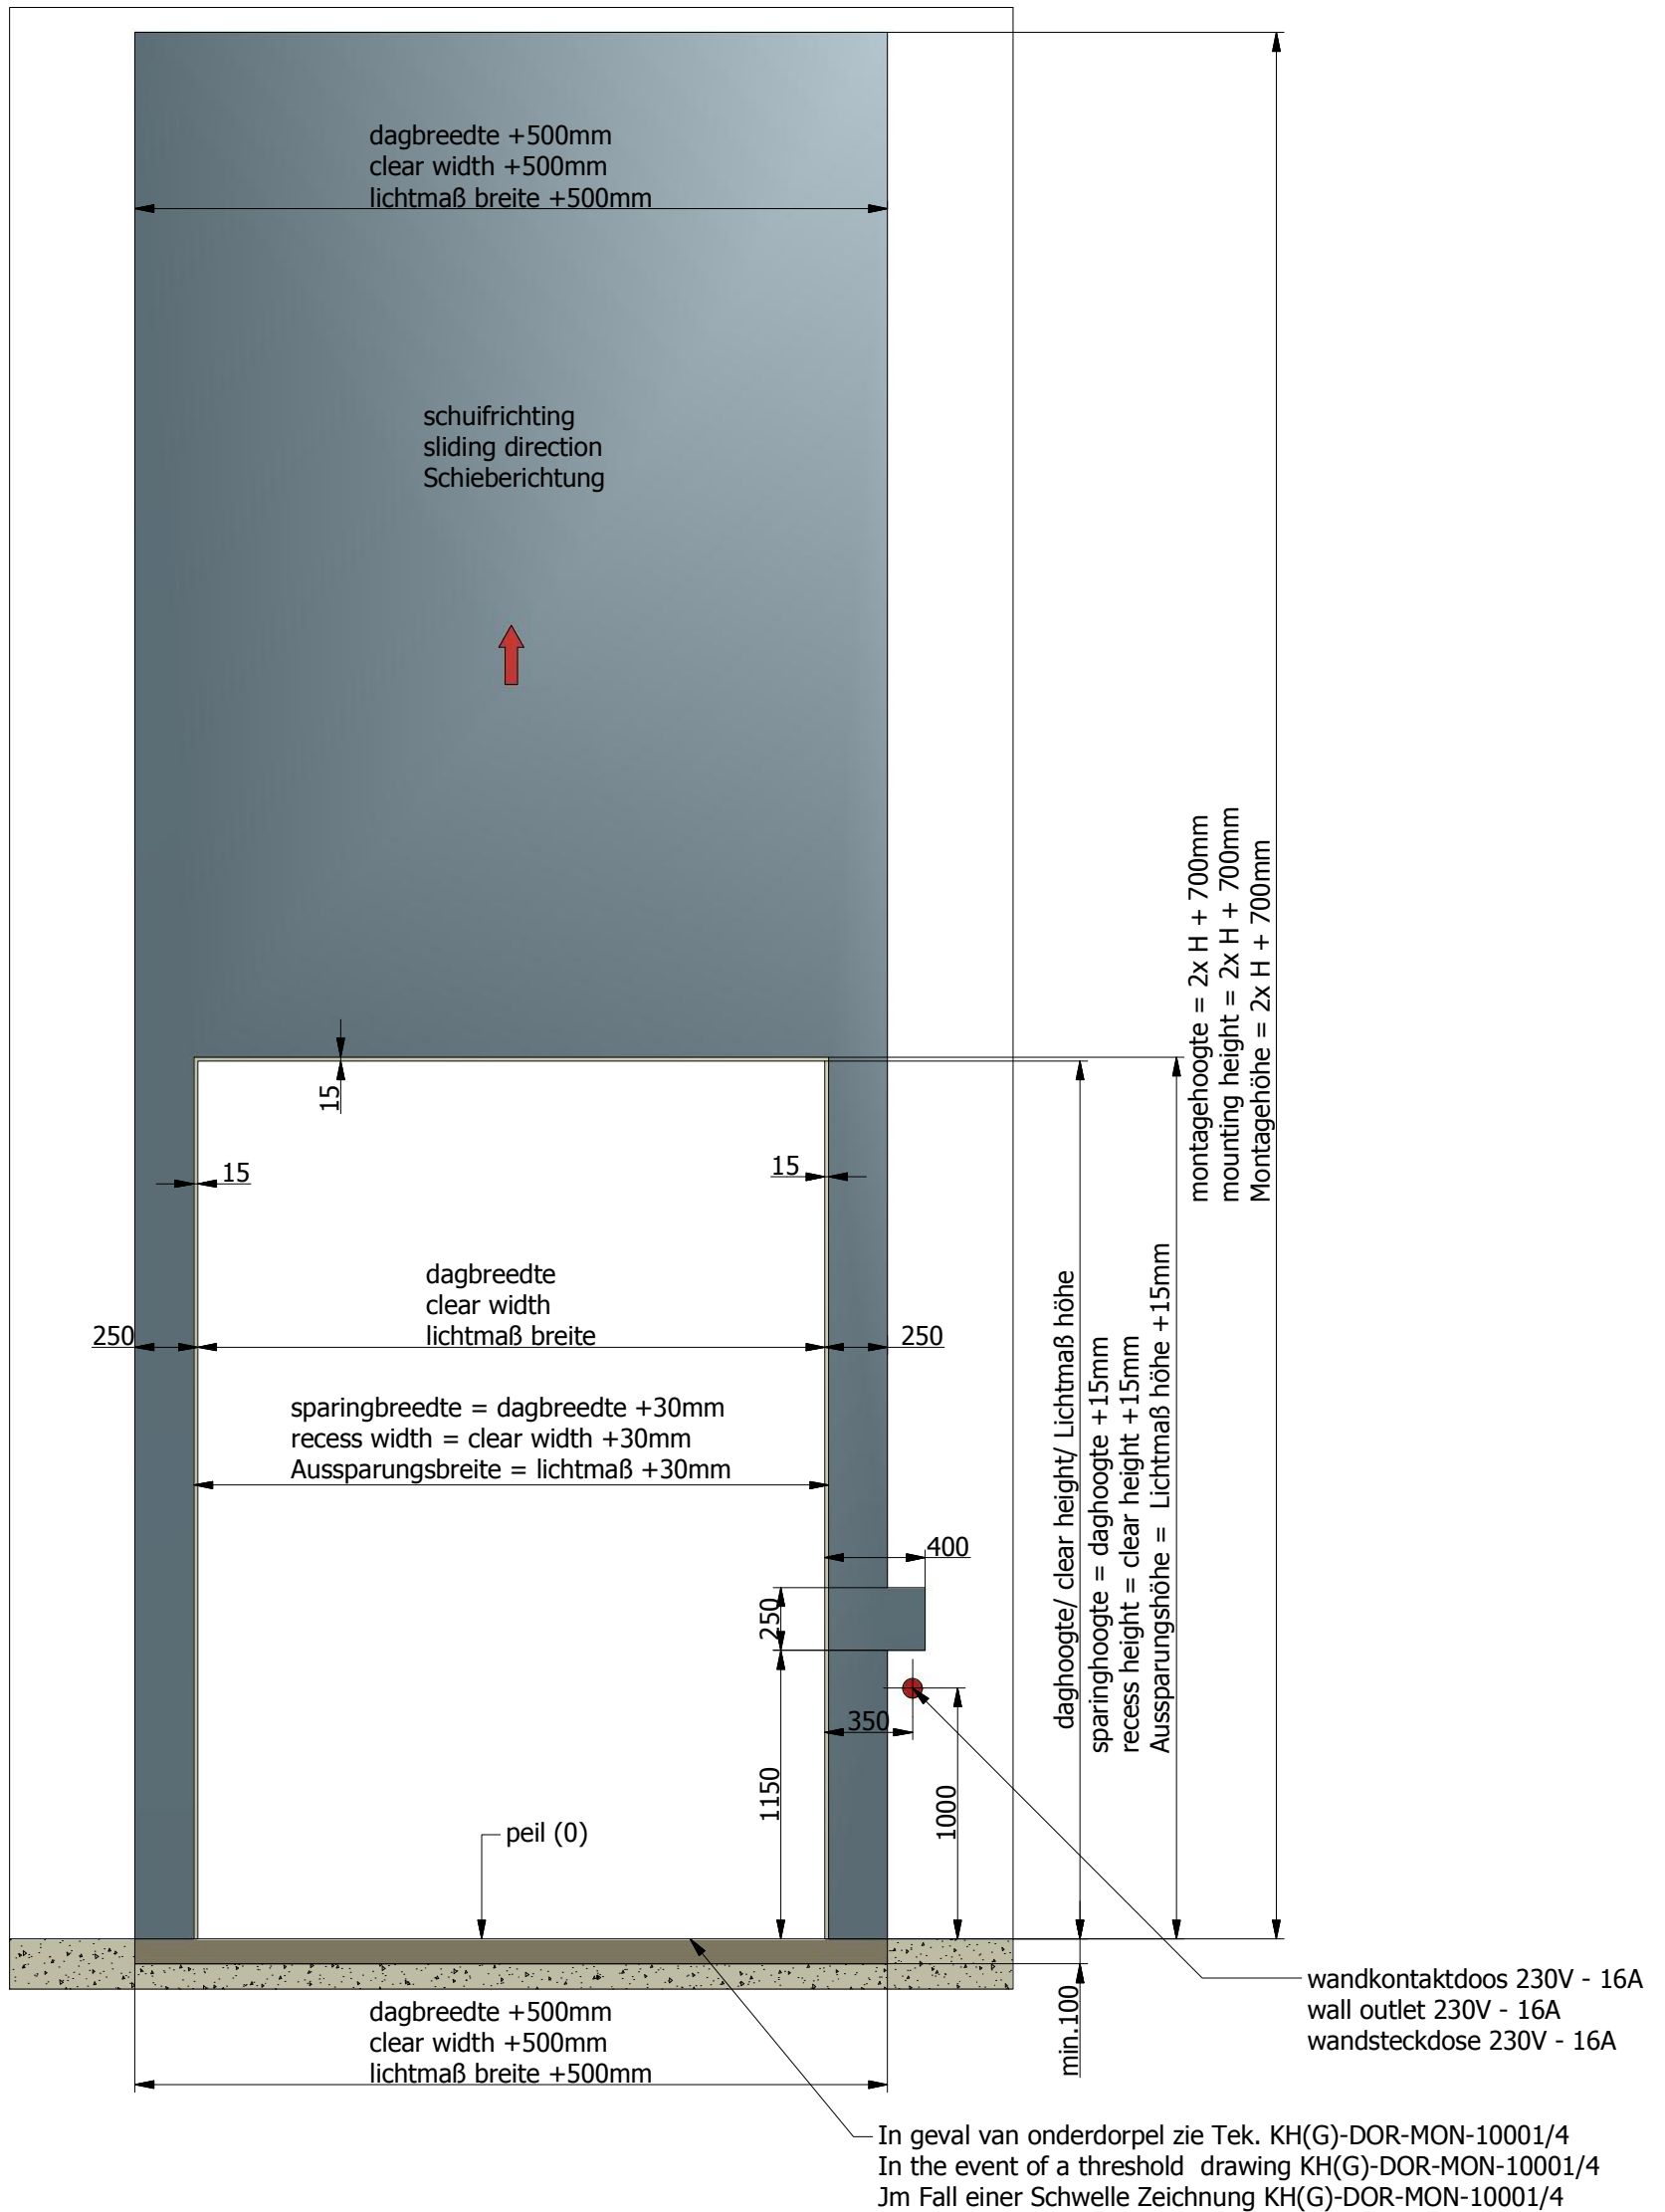 dagbreedte +500mm
clear width +500mm
lichtmaß breite +500mm
schuifrichting
sliding direction
Schieberichtung
montagehoogte = 2x H + 700mm
mounting height = 2x H + 700mm
Montagehöhe = 2x H + 700mm
15
15
15
dagbreedte
clear width
lichtmaß breite
250
250
sparingbreedte = dagbreedte +30mm
recess width = clear width +30mm
Aussparungsbreite = lichtmaß +30mm
daghoogte/ clear height/ Lichtmaß höhe
sparinghoogte = daghoogte +15mm
recess height = clear height +15mm
Aussparungshöhe = Lichtmaß höhe +15mm
400
250
350
1150
1000
peil (0)
min.100
wandkontaktdoos 230V - 16A
wall outlet 230V - 16A
wandsteckdose 230V - 16A
dagbreedte +500mm
clear width +500mm
lichtmaß breite +500mm
In geval van onderdorpel zie Tek. KH(G)-DOR-MON-10001/4
In the event of a threshold drawing KH(G)-DOR-MON-10001/4
Jm Fall einer Schwelle Zeichnung KH(G)-DOR-MON-10001/4